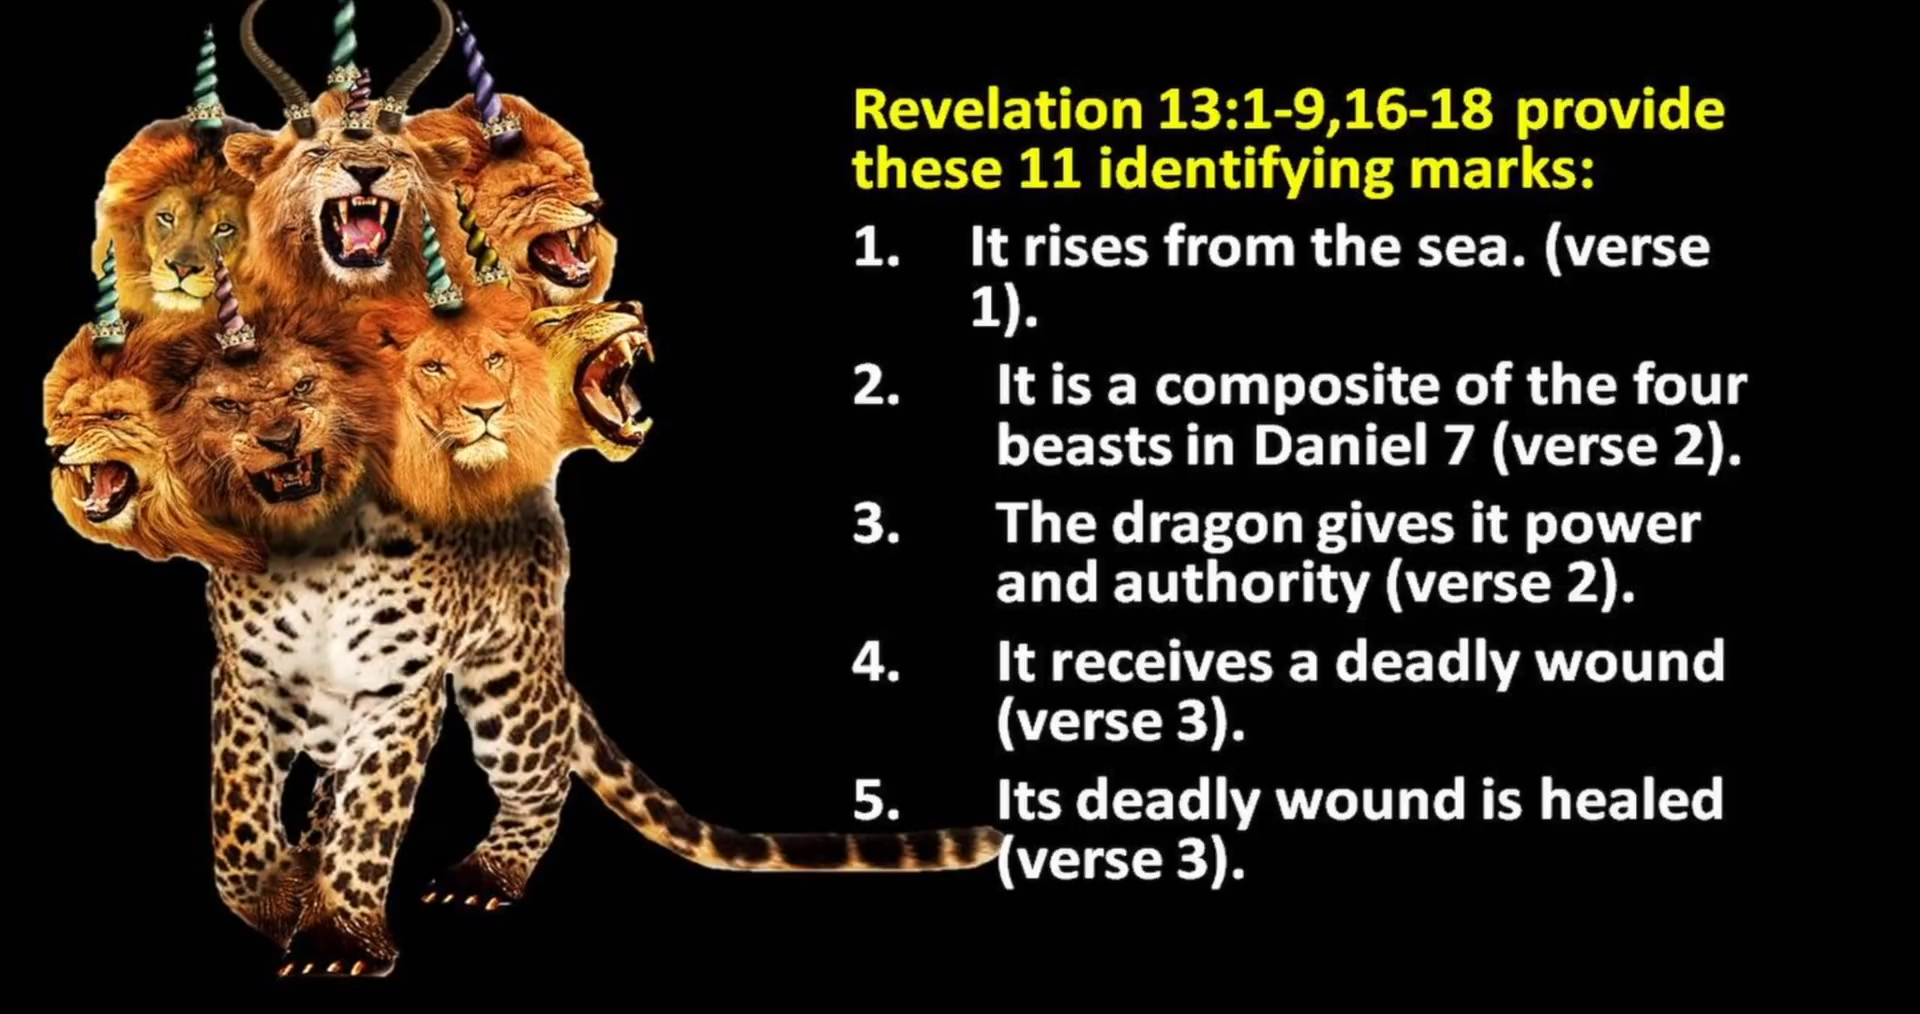 Revelation 13:1-9,16-18 provide
these 11 identifying marks:
1. It rises from the sea. (verse
1).
2. It is a composite of the four
beasts in Daniel 7 (verse 2).
3. The dragon gives it power
and authority (verse 2).
4. It receives a deadly wound
(verse 3).
5. Its deadly wound is healed
(verse 3).